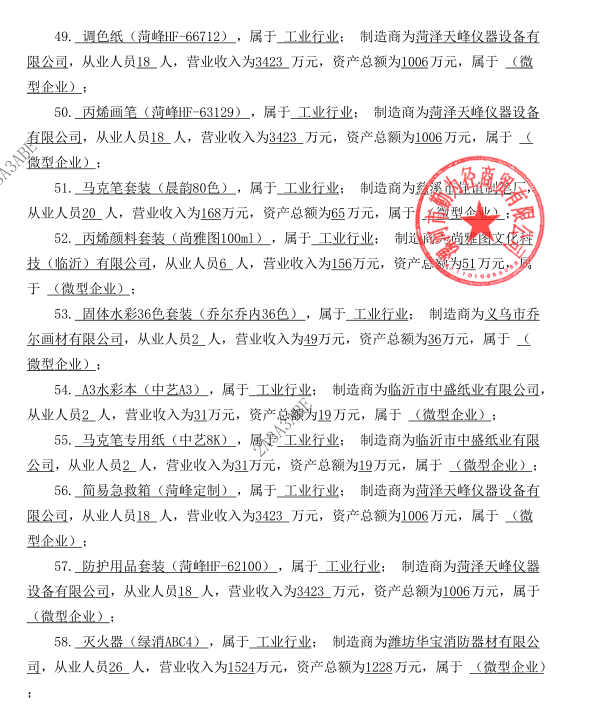 49. 调色纸（菏峰HF-66712），属于 工业行业； 制造商为菏泽天峰仪器设备有
限公司，从业人员18 人，营业收入为3423 万元，资产总额为1006万元，属于 （微
型企业）；
50. 丙烯画笔（菏峰HF-63129），属于 工业行业； 制造商为菏泽天峰仪器设备
有限公司，从业人员18 人，营业收入为3423 万元，资产总额为1006万元，属于 （
微型企业）；
51. 马克笔套装（晨韵80色），属于 工业行业； 制造商为慈溪市 制笔厂，
从业人员20 人，营业收入为168万元，资产总额为65万元，属于 （微型企业）；
52. 丙烯颜料套装（尚雅图100ml），属于 工业行业； 制造商为尚雅图文化科
技（临沂）有限公司，从业人员6 人，营业收入为156万元，资产总额为51万元，属
于 （微型企业）；
53. 固体水彩36色套装（乔尔乔内36色），属于 工业行业； 制造商为义乌市乔
尔画材有限公司，从业人员2 人，营业收入为49万元，资产总额为36万元，属于 （
微型企业）；
54. A3水彩本（中艺A3），属于 工业行业； 制造商为临沂市中盛纸业有限公司，
从业人员2 人，营业收入为31万元，资产总额为19万元，属于 （微型企业）；
55. 马克笔专用纸（中艺8K），属于 工业行业； 制造商为临沂市中盛纸业有限
公司，从业人员2 人，营业收入为31万元，资产总额为19万元，属于 （微型企业）；
56. 简易急救箱（菏峰定制），属于 工业行业； 制造商为菏泽天峰仪器设备有
限公司，从业人员18 人，营业收入为3423 万元，资产总额为1006万元，属于 （微
型企业）；
57. 防护用品套装（菏峰HF-62100），属于 工业行业； 制造商为菏泽天峰仪器
设备有限公司，从业人员18 人，营业收入为3423 万元，资产总额为1006万元，属于
（微型企业）；
58. 灭火器（绿消ABC4），属于 工业行业； 制造商为潍坊华宝消防器材有限公
司，从业人员26 人，营业收入为1524万元，资产总额为1228万元，属于 （微型企业）
；
2A3A3ABE